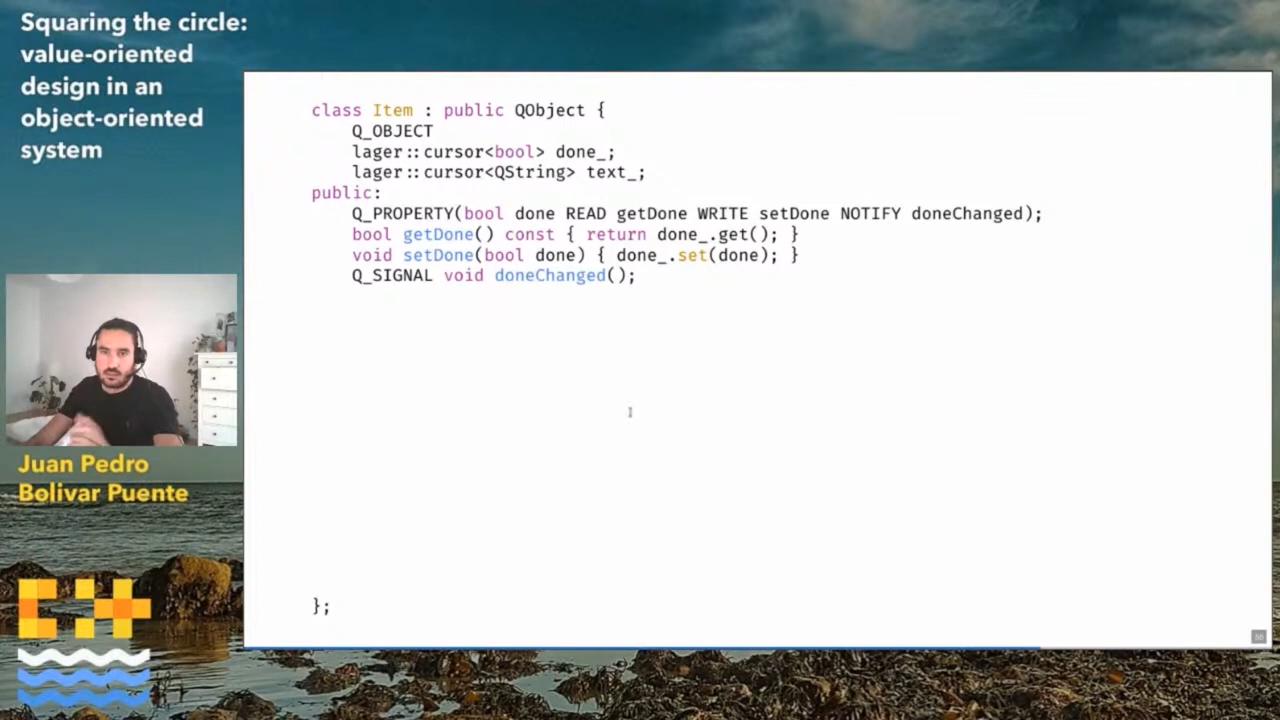 Squaring the circle:
value-oriented
design in an
object-oriented
system
class Item : public QObject {
Q_OBJECT
lager::cursor<bool> done_;
lager::cursor<QString> text_;
public:
Q_PROPERTY(bool done READ getDone WRITE setDone NOTIFY doneChanged);
bool getDone() const { return done_.get(); }
void setDone(bool done) { done_.set(done); }
Q_SIGNAL void doneChanged();
};
Juan Pedro
Bolivar Puente